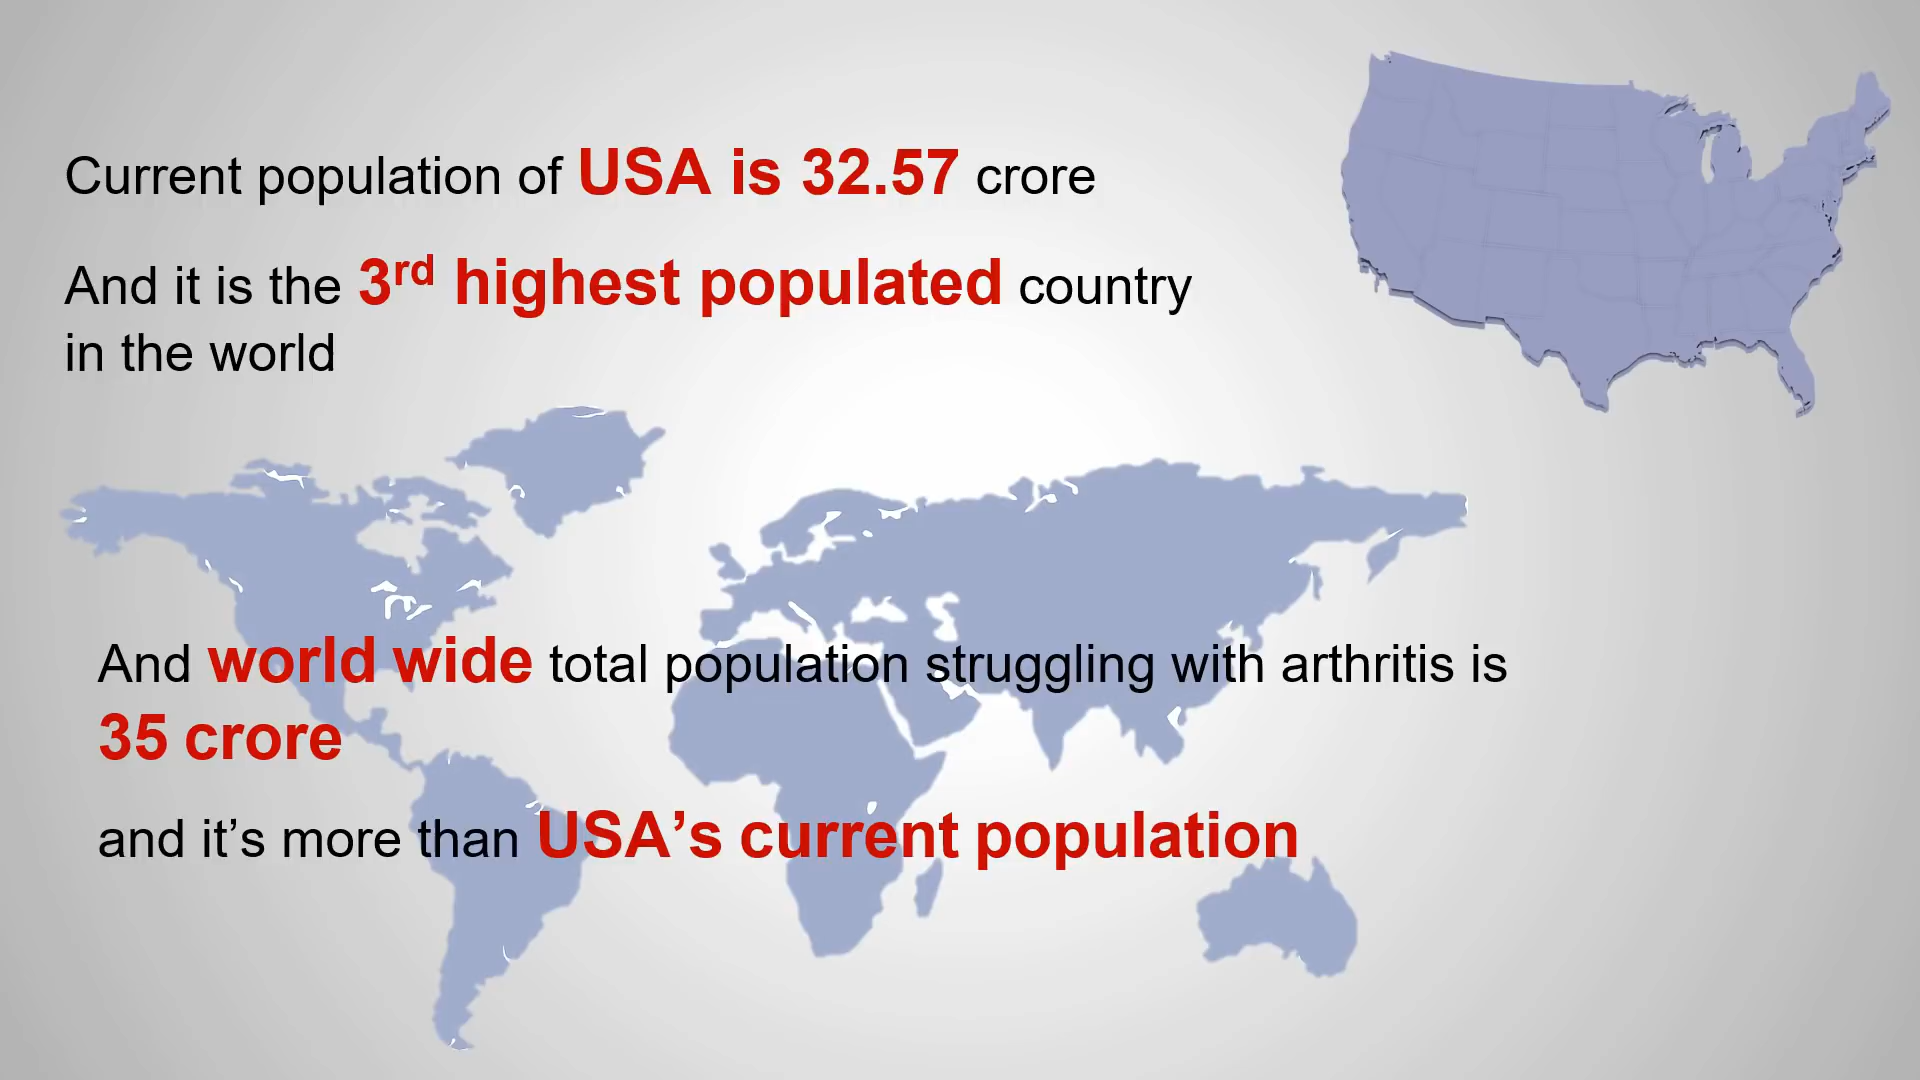 Current population of USA is 32.57 crore
And it is the 3rd highest populated country
in the world
And world wide total population struggling with arthritis is
35 crore
and it’s more than USA’s current population